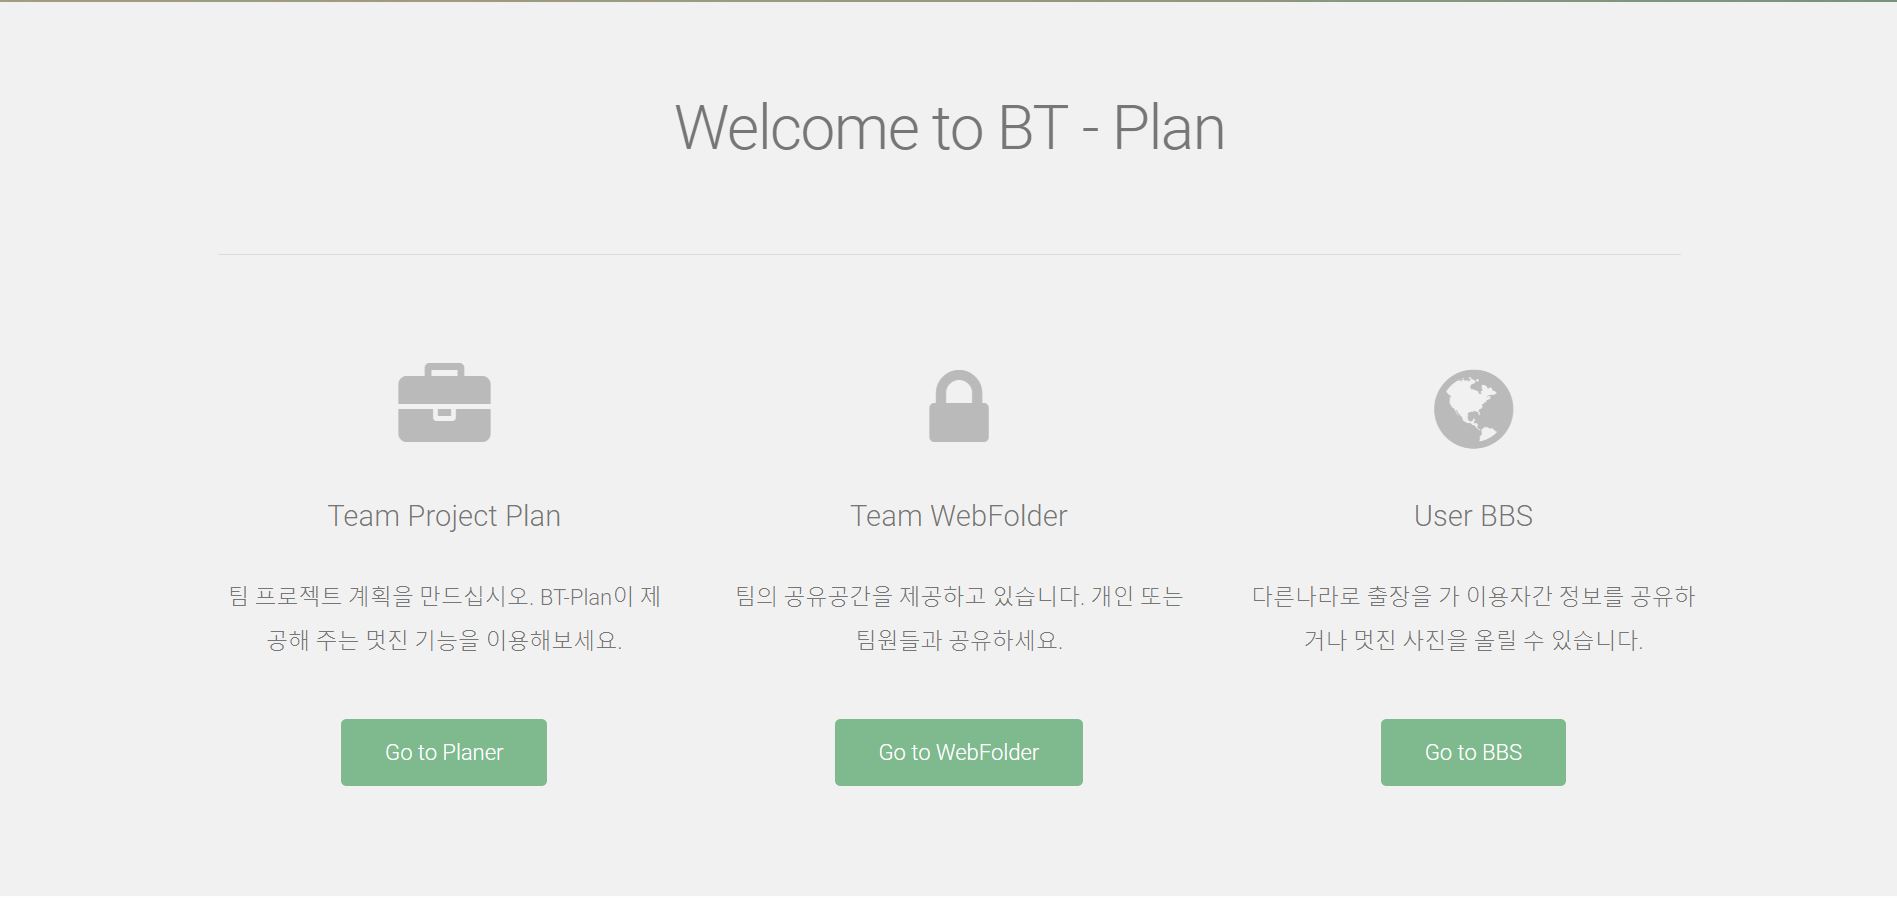 Welcome to BT - Plan
Team Project Plan
팀 프로젝트 계획을 만드십시오. BT-Plan이 제
공해 주는 멋진 기능을 이용해보세요.
Go to Planer
Team WebFolder
팀의 공유공간을 제공하고 있습니다. 개인 또는
팀원들과 공유하세요.
Go to WebFolder
User BBS
다른나라로 출장을 가 이용자간 정보를 공유하
거나 멋진 사진을 올릴 수 있습니다.
Go to BBS